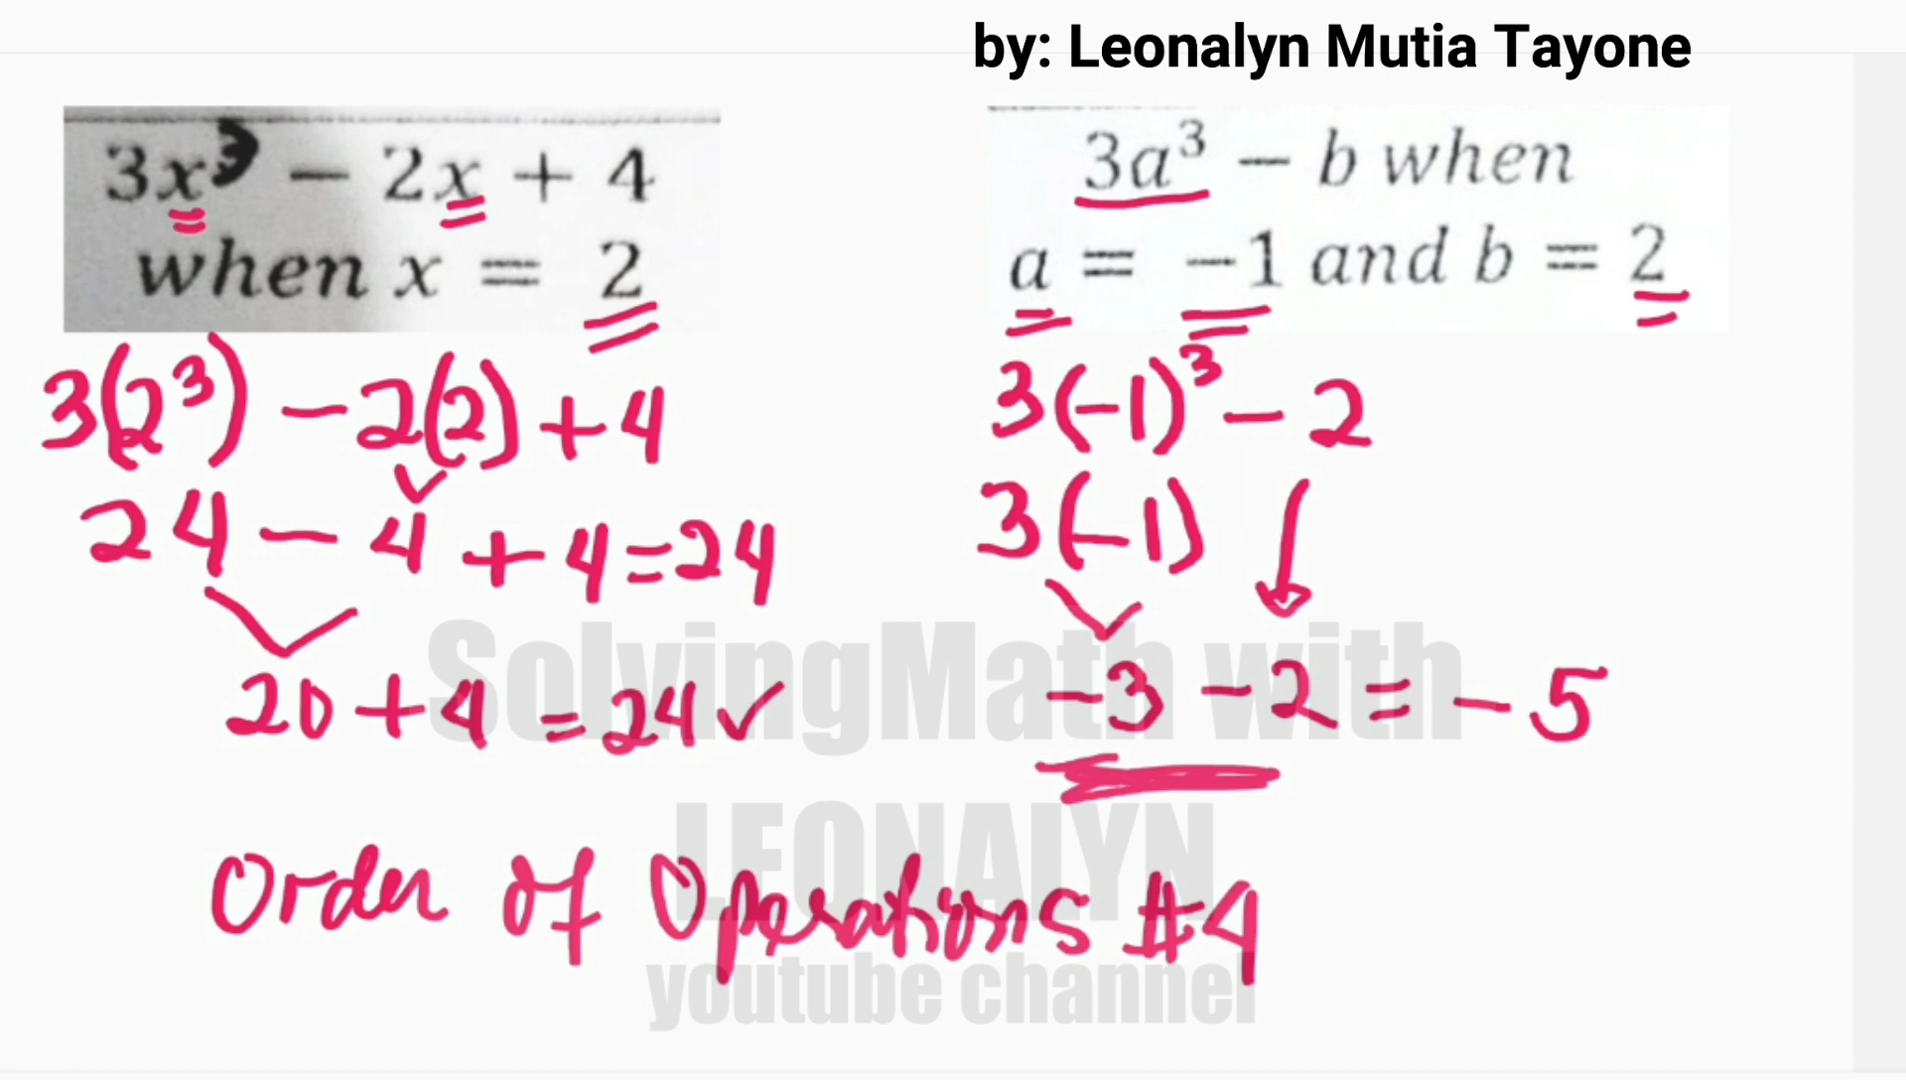 by: Leonalyn Mutia Tayone
3x³ − 2x + 4
when x = 2
3(2³) − 2(2) + 4
24 − 4 + 4 = 24
20 + 4 = 24 ✓
3a³ − b when
a = −1 and b = 2
3(−1)³ − 2
3(−1)
−3 − 2 = −5
SolvingMath with
LEONALYN
youtube channel
Order of Operations #4